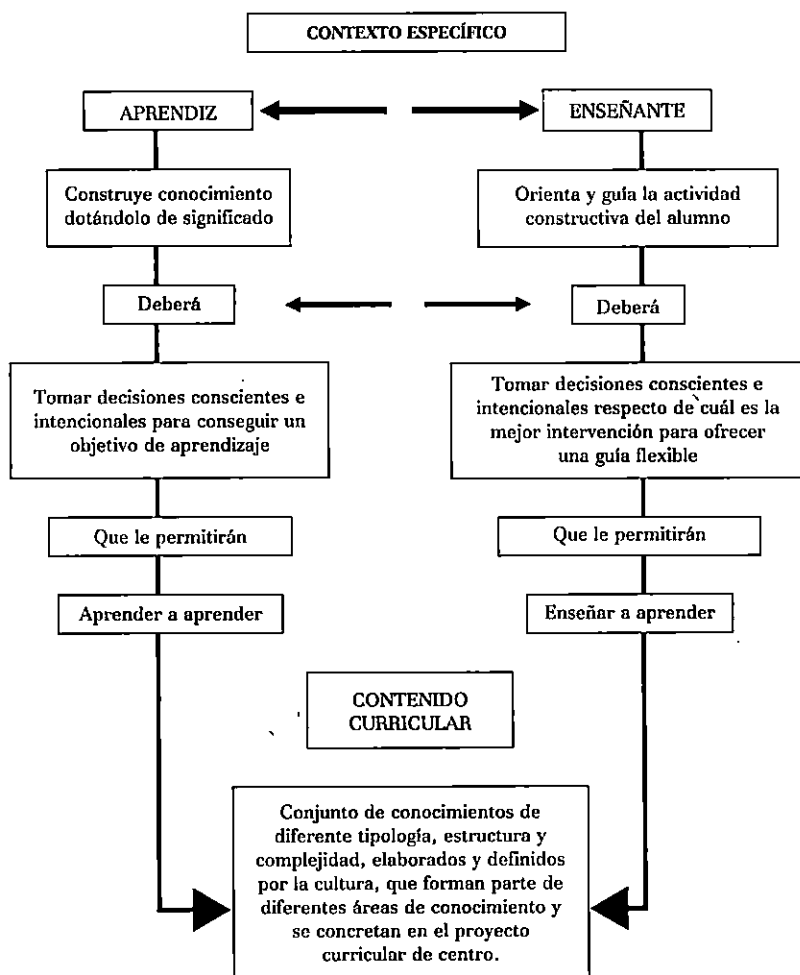 CONTEXTO ESPECÍFICO
APRENDIZ
ENSEÑANTE
Construye conocimiento
dotándolo de significado
Orienta y guía la actividad
constructiva del alumno
Deberá
Deberá
Tomar decisiones conscientes e
intencionales para conseguir un
objetivo de aprendizaje
Tomar decisiones conscientes e
intencionales respecto de cuál es la
mejor intervención para ofrecer
una guía flexible
Que le permitirán
Que le permitirán
Aprender a aprender
Enseñar a aprender
CONTENIDO
CURRICULAR
Conjunto de conocimientos de
diferente tipología, estructura y
complejidad, elaborados y definidos
por la cultura, que forman parte de
diferentes áreas de conocimiento y
se concretan en el proyecto
curricular de centro.